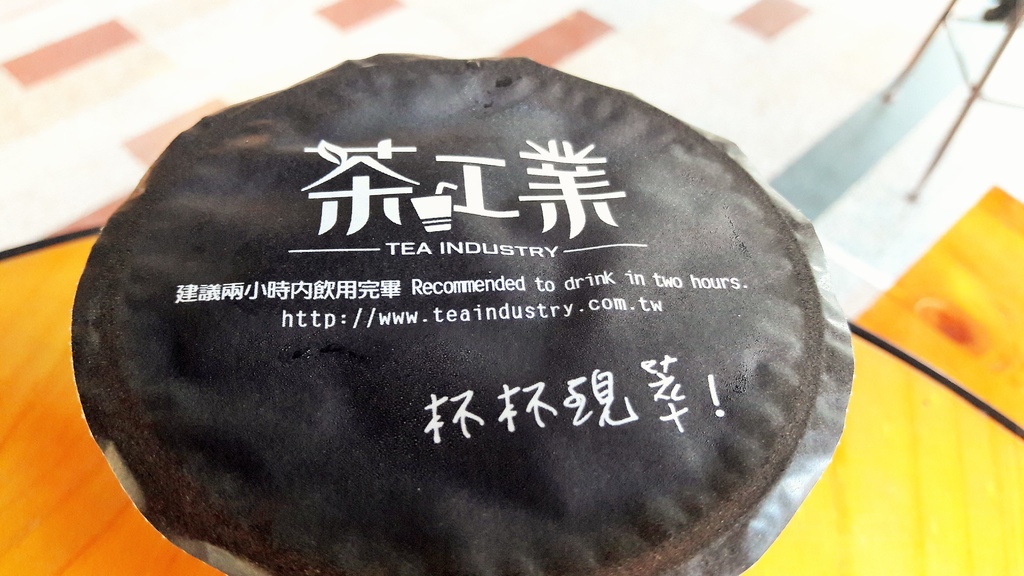 茶工業
TEA INDUSTRY
建議兩小時內飲用完畢 Recommended to drink in two hours.
http://www.teaindustry.com.tw
杯杯現萃!